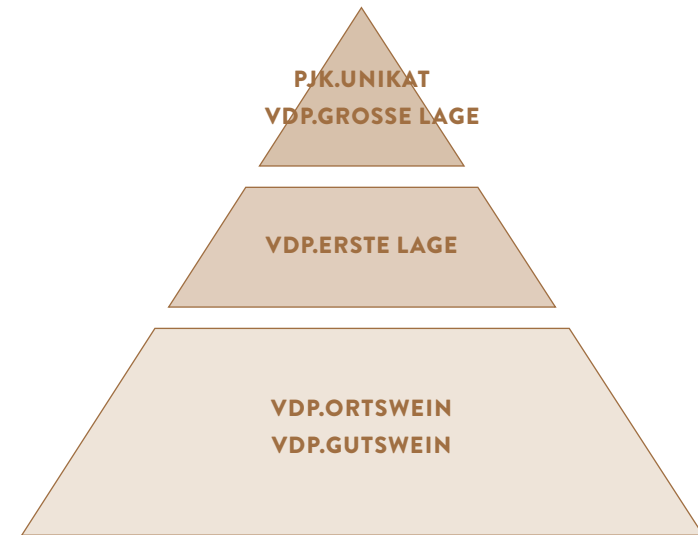 PJK.UNIKAT
VDP.GROSSE LAGE
VDP.ERSTE LAGE
VDP.ORTSWEIN
VDP.GUTSWEIN